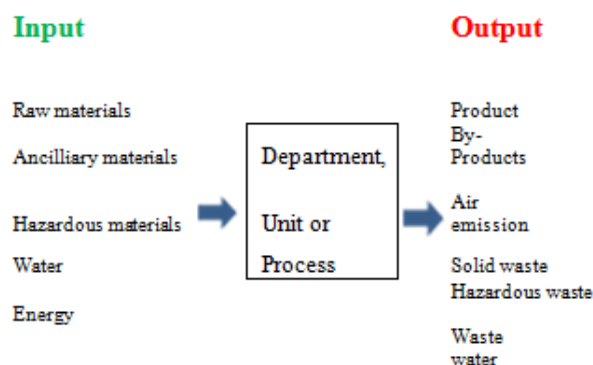 Input
Raw materials
Ancilliary materials
Hazardous materials
Water
Energy
Department,
Unit or
Process
Output
Product
By-
Products
Air
emission
Solid waste
Hazardous waste
Waste
water